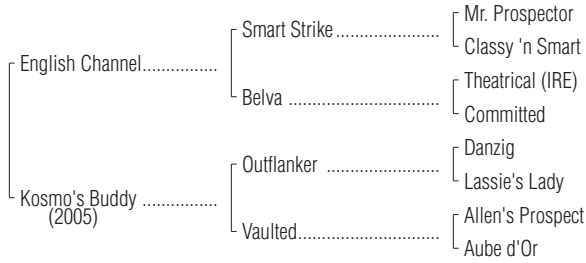 Mr. Prospector
Smart Strike
Classy 'n Smart
English Channel
Theatrical (IRE)
Belva
Committed
Danzig
Outflanker
Lassie's Lady
Kosmo's Buddy
(2005)
Allen's Prospect
Vaulted
Aube d'Or